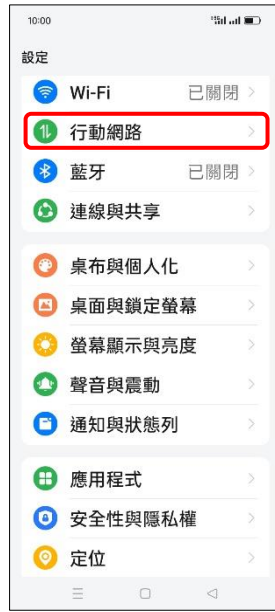 10:00
設定
Wi-Fi 已關閉
行動網路
藍牙 已關閉
連線與共享
桌布與個人化
桌面與鎖定螢幕
螢幕顯示與亮度
聲音與震動
通知與狀態列
應用程式
安全性與隱私權
定位